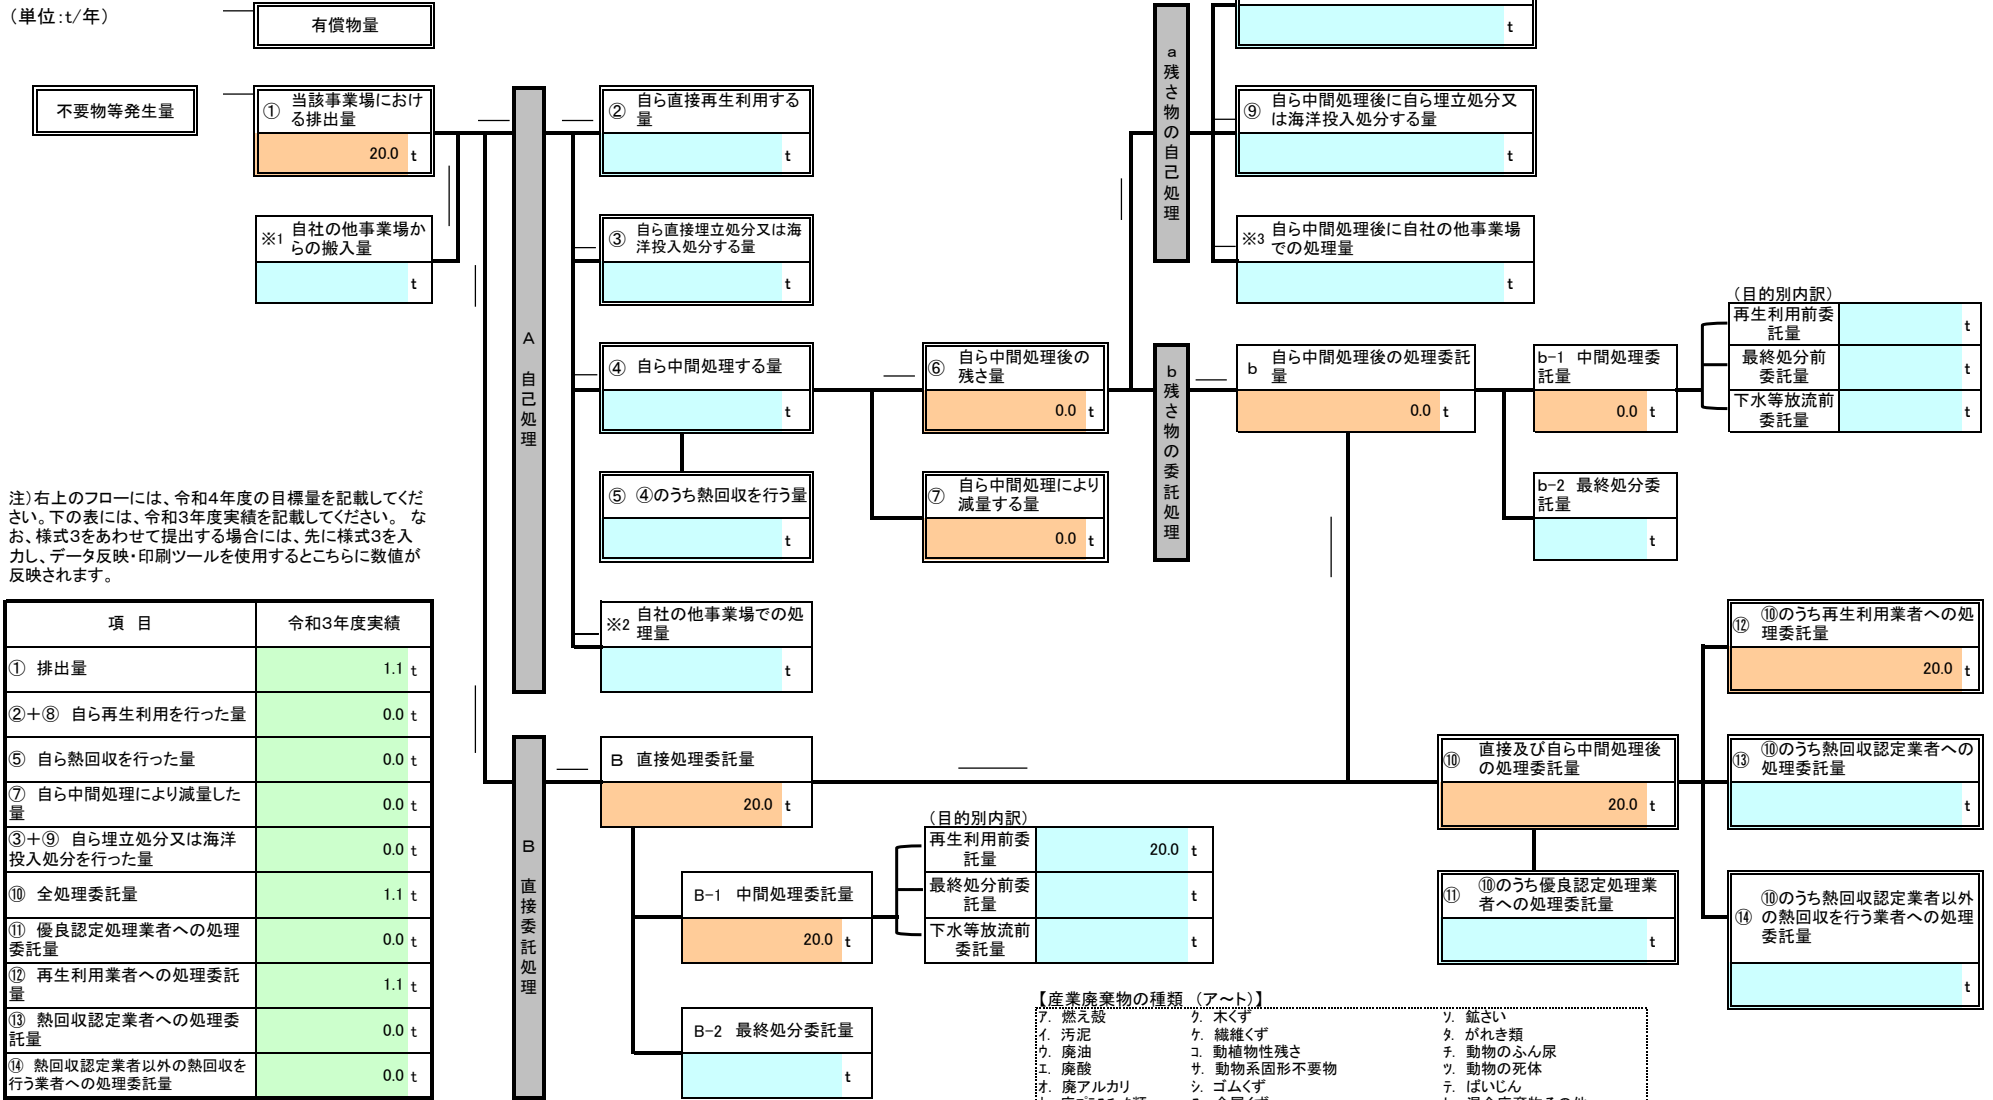 （単位：t／年）
有償物量
t
不要物等発生量
① 当該事業場におけ
る排出量
20.0 t
※1 自社の他事業場か
らの搬入量
t
A 自己処理
② 自ら直接再生利用する
量
t
③ 自ら直接埋立処分又は海
洋投入処分する量
t
④ 自ら中間処理する量
t
⑤ ④のうち熱回収を行う量
t
※2 自社の他事業場での処
理量
t
⑥ 自ら中間処理後の
残さ量
0.0 t
⑦ 自ら中間処理により
減量する量
0.0 t
a 残さ物の自己処理
⑨ 自ら中間処理後に自ら埋立処分又
は海洋投入処分する量
t
※3 自ら中間処理後に自社の他事業場
での処理量
t
b 残さ物の委託処理
b 自ら中間処理後の処理委託
量
0.0 t
b-1 中間処理委
託量
0.0 t
b-2 最終処分委
託量
t
（目的別内訳）
再生利用前委
託量
t
最終処分前
委託量
t
下水等放流前
委託量
t
注）右上のフローには、令和4年度の目標量を記載してくだ
さい。下の表には、令和3年度実績を記載してください。　な
お、様式3をあわせて提出する場合には、先に様式3を入
力し、データ反映・印刷ツールを使用するとこちらに数値が
反映されます。
項　目 令和3年度実績
① 排出量 1.1 t
②＋⑧ 自ら再生利用を行った量 0.0 t
⑤ 自ら熱回収を行った量 0.0 t
⑦ 自ら中間処理により減量した
量 0.0 t
③＋⑨ 自ら埋立処分又は海洋
投入処分を行った量 0.0 t
⑩ 全処理委託量 1.1 t
⑪ 優良認定処理業者への処理
委託量 0.0 t
⑫ 再生利用業者への処理委託
量 1.1 t
⑬ 熱回収認定業者への処理委
託量 0.0 t
⑭ 熱回収認定業者以外の熱回収を
行う業者への処理委託量 0.0 t
B 直接委託処理
B 直接処理委託量
20.0 t
B-1 中間処理委託量
20.0 t
B-2 最終処分委託量
t
（目的別内訳）
再生利用前委
託量
20.0 t
最終処分前委
託量
t
下水等放流前
委託量
t
⑩ 直接及び自ら中間処理後
の処理委託量
20.0 t
⑪ ⑩のうち優良認定処理業
者への処理委託量
t
⑫ ⑩のうち再生利用業者への処
理委託量
20.0 t
⑬ ⑩のうち熱回収認定業者への
処理委託量
t
⑭ ⑩のうち熱回収認定業者以外
の熱回収を行う業者への処理
委託量
t
【産業廃棄物の種類　（ア～ト）】
ア. 燃え殻 ク. 木くず ソ. 鉱さい
イ. 汚泥 ケ. 繊維くず タ. がれき類
ウ. 廃油 コ. 動植物性残さ チ. 動物のふん尿
エ. 廃酸 サ. 動物系固形不要物 ツ. 動物の死体
オ. 廃アルカリ シ. ゴムくず テ. ばいじん